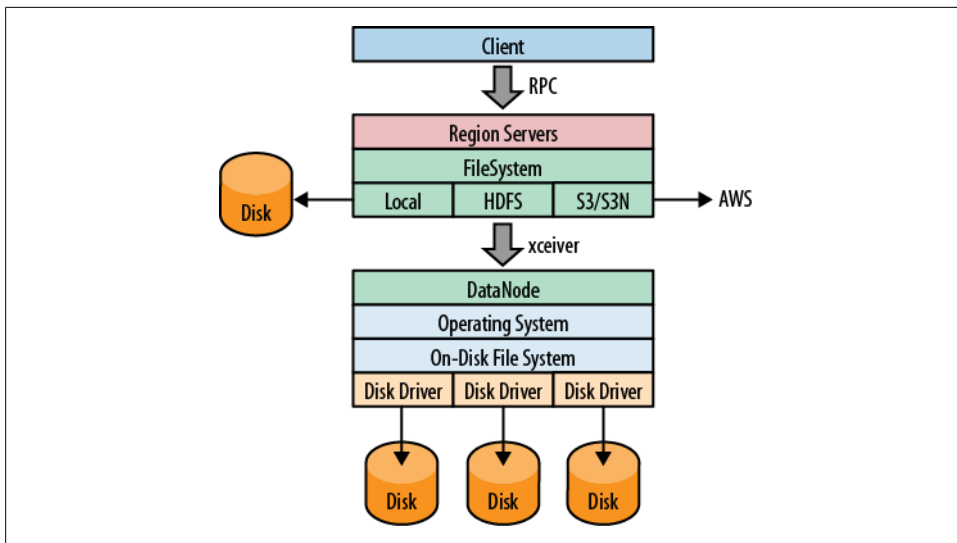 Client
RPC
Region Servers
FileSystem
Local HDFS S3/S3N
AWS
Disk
xceiver
DataNode
Operating System
On-Disk File System
Disk Driver Disk Driver Disk Driver
Disk Disk Disk